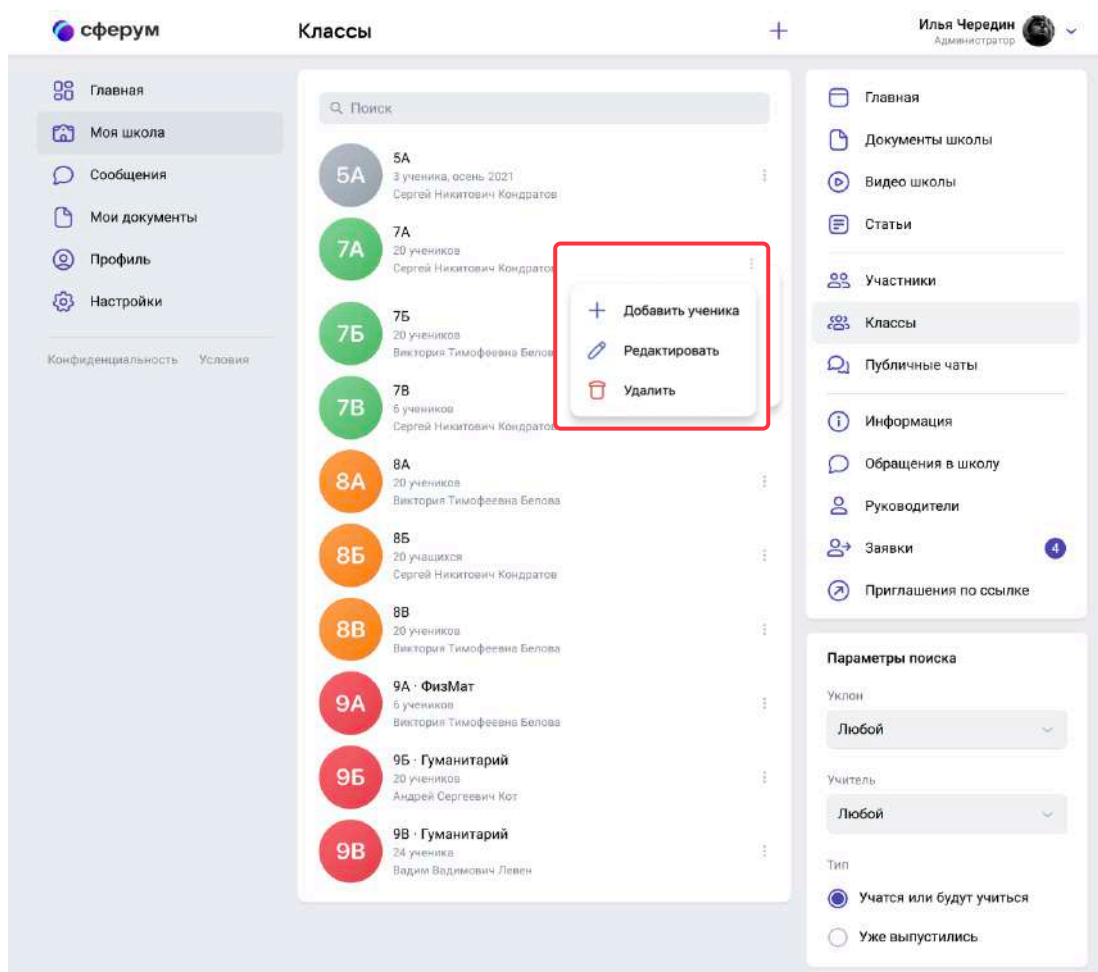 сферум
Классы
Илья Чередин
Администратор
Главная
Моя школа
Сообщения
Мои документы
Профиль
Настройки
Конфиденциальность Условия
Поиск
5А
5А
3 ученика, осень 2021
Сергей Никитович Кондратов
7А
7А
20 учеников
Сергей Никитович Кондратов
7Б
7Б
20 учеников
Виктория Тимофеевна Белов
7В
7В
6 учеников
Сергей Никитович Кондратов
Добавить ученика
Редактировать
Удалить
8А
8А
20 учеников
Виктория Тимофеевна Белова
8Б
8Б
20 учащихся
Сергей Никитович Кондратов
8В
8В
20 учеников
Виктория Тимофеевна Белова
9А
9А · ФизМат
6 учеников
Виктория Тимофеевна Белова
9Б
9Б · Гуманитарий
20 учеников
Андрей Сергеевич Кот
9В
9В · Гуманитарий
24 ученика
Вадим Вадимович Левен
Главная
Документы школы
Видео школы
Статьи
Участники
Классы
Публичные чаты
Информация
Обращения в школу
Руководители
Заявки 4
Приглашения по ссылке
Параметры поиска
Уклон
Любой
Учитель
Любой
Тип
Учатся или будут учиться
Уже выпустились